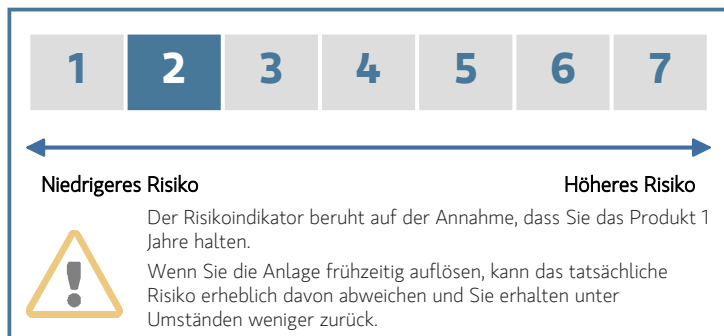 1 2 3 4 5 6 7
Niedrigeres Risiko Höheres Risiko
Der Risikoindikator beruht auf der Annahme, dass Sie das Produkt 1
Jahre halten.
Wenn Sie die Anlage frühzeitig auflösen, kann das tatsächliche
Risiko erheblich davon abweichen und Sie erhalten unter
Umständen weniger zurück.